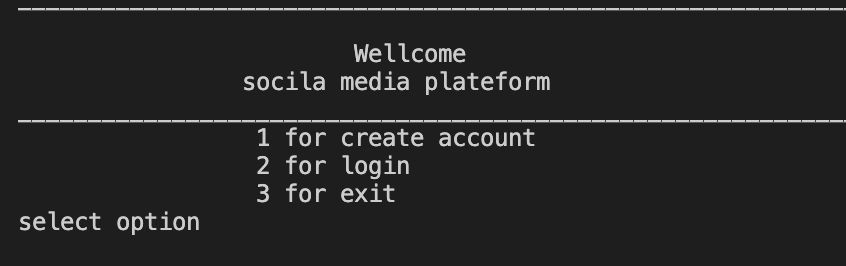 Wellcome
socila media plateform
1 for create account
2 for login
3 for exit
select option